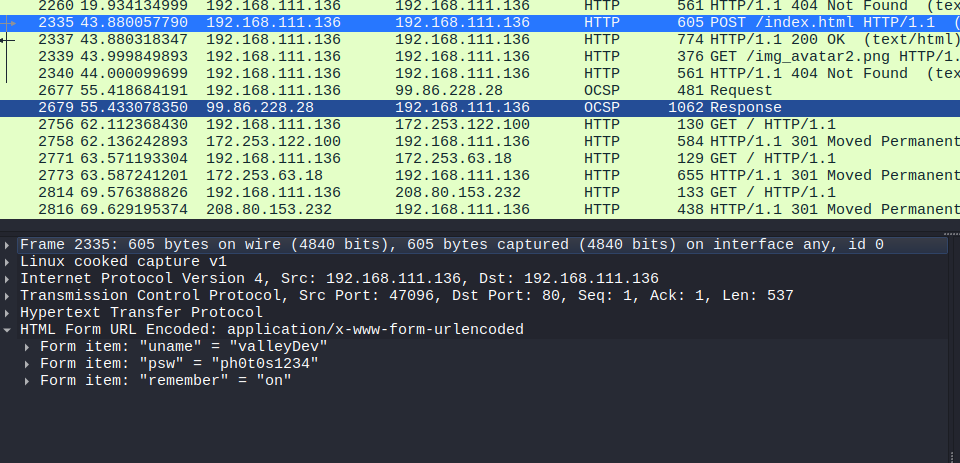 2260 19.934134999 192.168.111.136 192.168.111.136 HTTP 561 HTTP/1.1 404 Not Found (tex
2335 43.880057790 192.168.111.136 192.168.111.136 HTTP 605 POST /index.html HTTP/1.1 (
2337 43.880318347 192.168.111.136 192.168.111.136 HTTP 774 HTTP/1.1 200 OK (text/html)
2339 43.999849893 192.168.111.136 192.168.111.136 HTTP 376 GET /img_avatar2.png HTTP/1.
2340 44.000099699 192.168.111.136 192.168.111.136 HTTP 561 HTTP/1.1 404 Not Found (tex
2677 55.418684191 192.168.111.136 99.86.228.28 OCSP 481 Request
2679 55.433078350 99.86.228.28 192.168.111.136 OCSP 1062 Response
2756 62.112368430 192.168.111.136 172.253.122.100 HTTP 130 GET / HTTP/1.1
2758 62.136242893 172.253.122.100 192.168.111.136 HTTP 584 HTTP/1.1 301 Moved Permanent
2771 63.571193304 192.168.111.136 172.253.63.18 HTTP 129 GET / HTTP/1.1
2773 63.587241201 172.253.63.18 192.168.111.136 HTTP 655 HTTP/1.1 301 Moved Permanent
2814 69.576388826 192.168.111.136 208.80.153.232 HTTP 133 GET / HTTP/1.1
2816 69.629195374 208.80.153.232 192.168.111.136 HTTP 438 HTTP/1.1 301 Moved Permanent
Frame 2335: 605 bytes on wire (4840 bits), 605 bytes captured (4840 bits) on interface any, id 0
Linux cooked capture v1
Internet Protocol Version 4, Src: 192.168.111.136, Dst: 192.168.111.136
Transmission Control Protocol, Src Port: 47096, Dst Port: 80, Seq: 1, Ack: 1, Len: 537
Hypertext Transfer Protocol
HTML Form URL Encoded: application/x-www-form-urlencoded
Form item: "uname" = "valleyDev"
Form item: "psw" = "ph0t0s1234"
Form item: "remember" = "on"